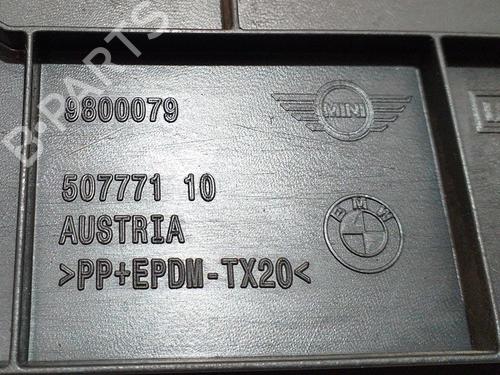 B-PARTS
9800079
MINI
507771 10
AUSTRIA
>PP+EPDM-TX20<
BMW